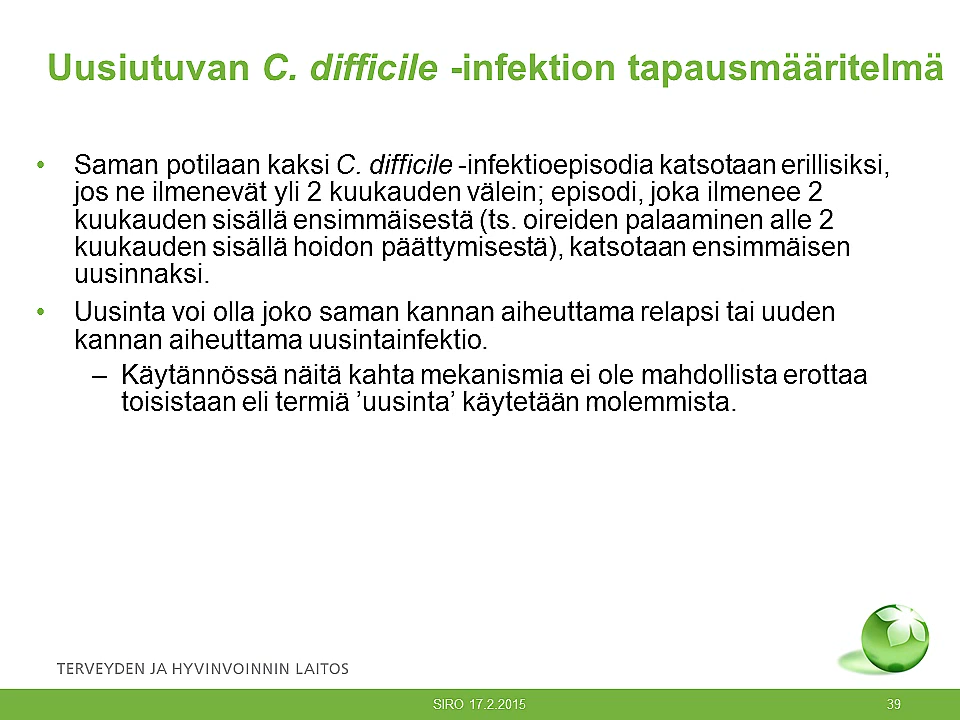 Uusiutuvan C. difficile -infektion tapausmääritelmä
• Saman potilaan kaksi C. difficile -infektioepisodia katsotaan erillisiksi,
jos ne ilmenevät yli 2 kuukauden välein; episodi, joka ilmenee 2
kuukauden sisällä ensimmäisestä (ts. oireiden palaaminen alle 2
kuukauden sisällä hoidon päättymisestä), katsotaan ensimmäisen
uusinnaksi.
• Uusinta voi olla joko saman kannan aiheuttama relapsi tai uuden
kannan aiheuttama uusintainfektio.
– Käytännössä näitä kahta mekanismia ei ole mahdollista erottaa
toisistaan eli termiä ’uusinta’ käytetään molemmista.
TERVEYDEN JA HYVINVOINNIN LAITOS
SIRO 17.2.2015
39